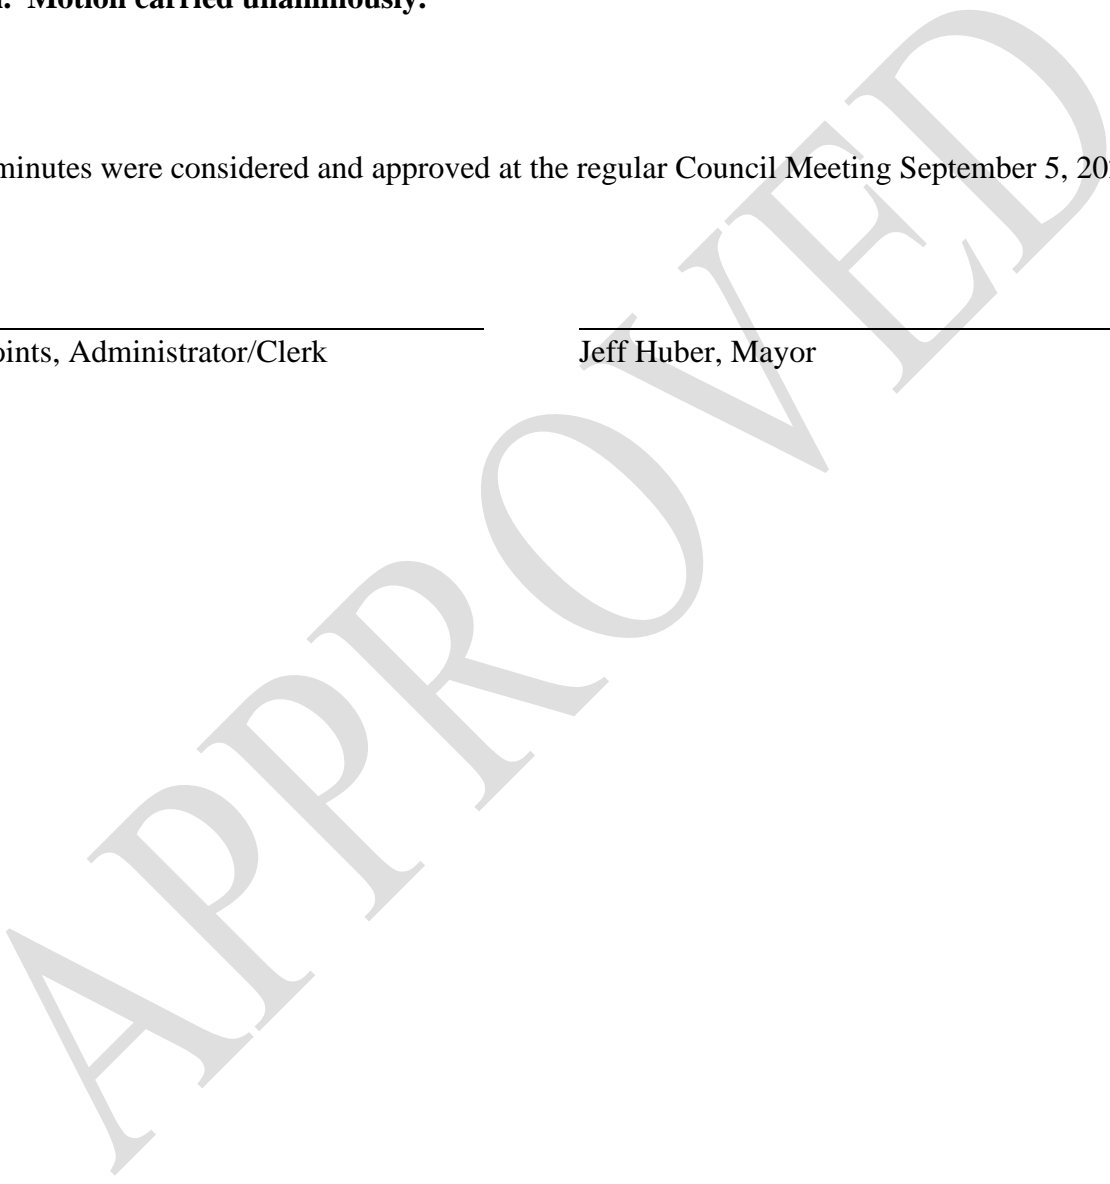 Motion carried unanimously.
minutes were considered and approved at the regular Council Meeting September 5, 20
oints, Administrator/Clerk
Jeff Huber, Mayor
APPROVED